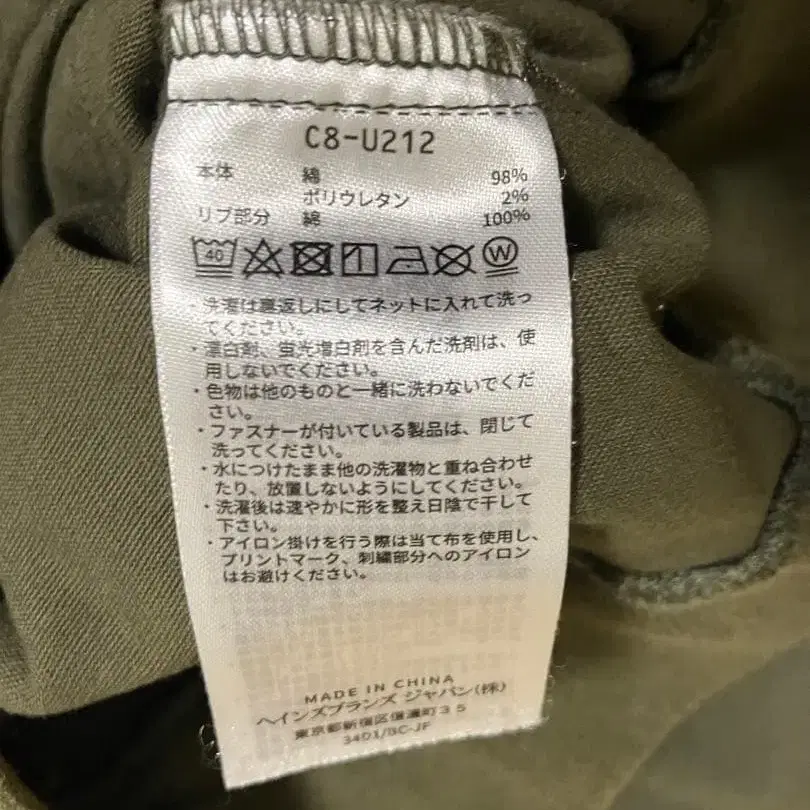 C8-U212
本体 綿 98%
ポリウレタン 2%
リブ部分 綿 100%
40 W
・洗濯は裏返しにしてネットに入れて洗っ
てください。
・漂白剤、蛍光増白剤を含んだ洗剤は、使
用しないでください。
・色物は他のものと一緒に洗わないでくだ
さい。
・ファスナーが付いている製品は、閉じて
洗ってください。
・水につけたまま他の洗濯物と重ね合わせ
たり、放置しないようにしてください。
・洗濯後は速やかに形を整え日陰で干して
下さい。
・アイロン掛けを行う際は当て布を使用し、
プリントマーク、刺繍部分へのアイロン
はお避けください。
MADE IN CHINA
ヘインズブランズ ジャパン(株)
東京都新宿区信濃町35
3401/BC-JF